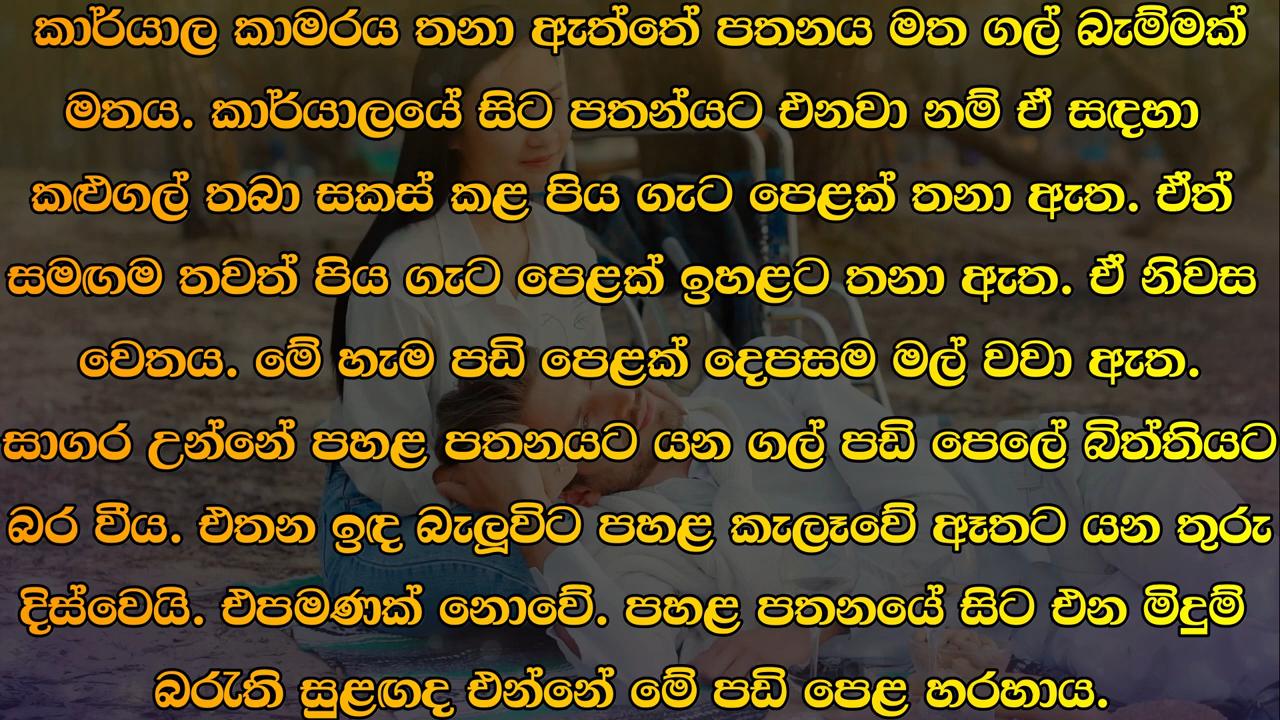 කාර්යාල කාමරය තනා ඇත්තේ පතනය මත ගල් බැම්මක්
මතය. කාර්යාලයේ සිට පතන්යට එනවා නම් ඒ සඳහා
කළුගල් තබා සකස් කළ පිය ගැට පෙළක් තනා ඇත. ඒත්
සමඟම තවත් පිය ගැට පෙළක් ඉහළට තනා ඇත. ඒ නිවස
වෙතය. මේ හැම පඩි පෙළක් දෙපසම මල් වවා ඇත.
සාගර උන්නේ පහළ පතනයට යන ගල් පඩි පෙලේ බිත්තියට
බර වීය. එතන ඉඳ බැලූවිට පහළ කැලෑවේ ඈතට යන තුරු
දිස්වෙයි. එපමණක් නොවේ. පහළ පතනයේ සිට එන මිදුම්
බරැති සුළඟද එන්නේ මේ පඩි පෙළ හරහාය.